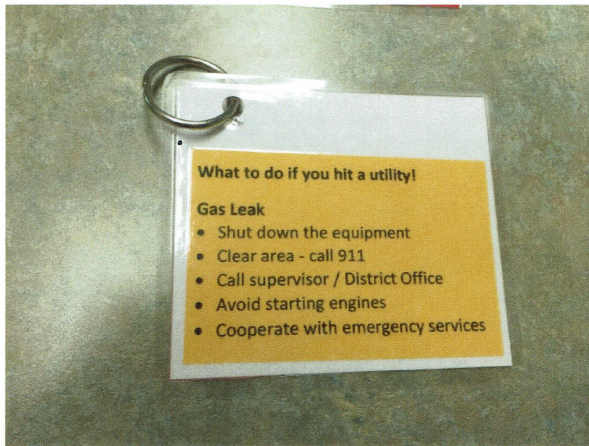 What to do if you hit a utility!
Gas Leak
• Shut down the equipment
• Clear area - call 911
• Call supervisor / District Office
• Avoid starting engines
• Cooperate with emergency services